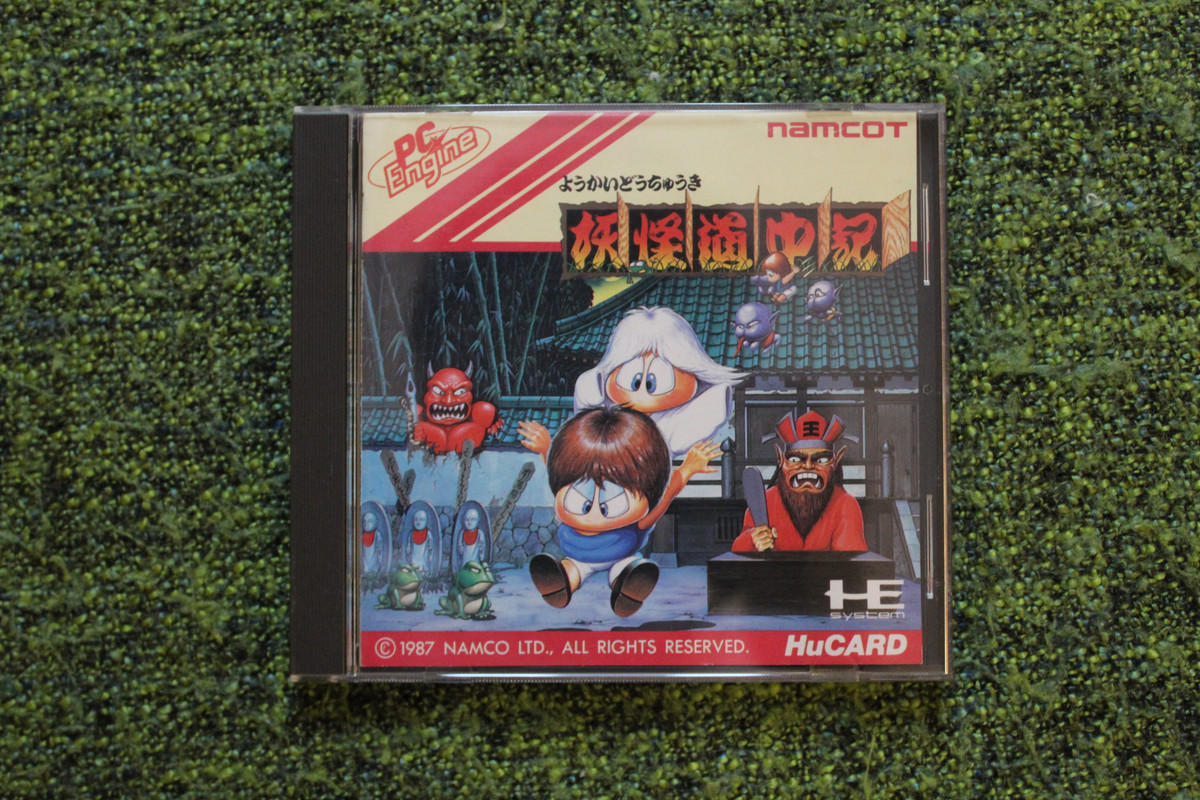 PC Engine
namcoT
ようかいどうちゅうき
妖怪道中記
王
HE
system
©1987 NAMCO LTD., ALL RIGHTS RESERVED.
HuCARD